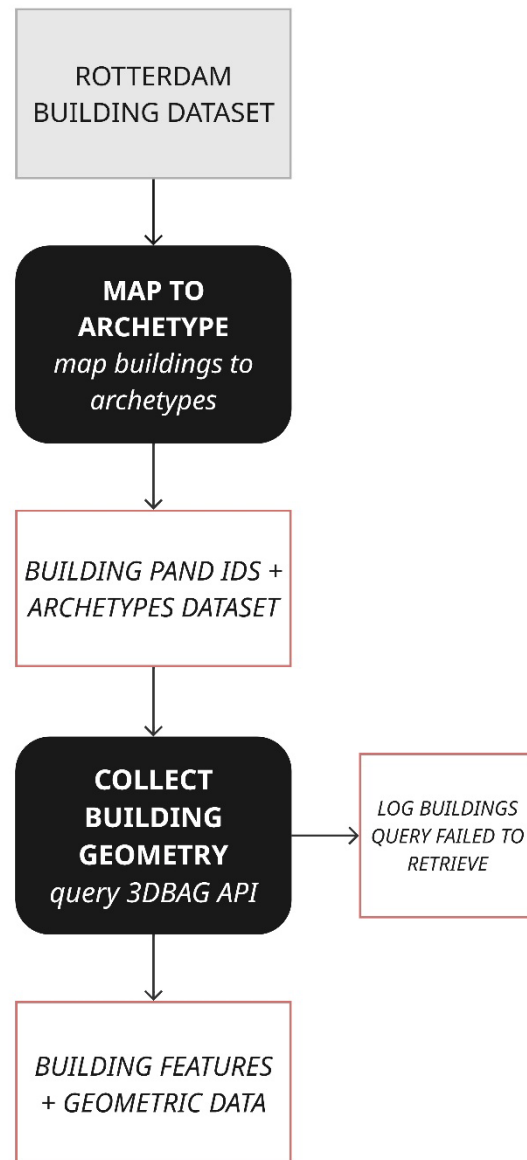 ROTTERDAM
BUILDING DATASET
MAP TO
ARCHETYPE
map buildings to
archetypes
BUILDING PAND IDS +
ARCHETYPES DATASET
COLLECT
BUILDING
GEOMETRY
query 3DBAG API
LOG BUILDINGS
QUERY FAILED TO
RETRIEVE
BUILDING FEATURES
+ GEOMETRIC DATA